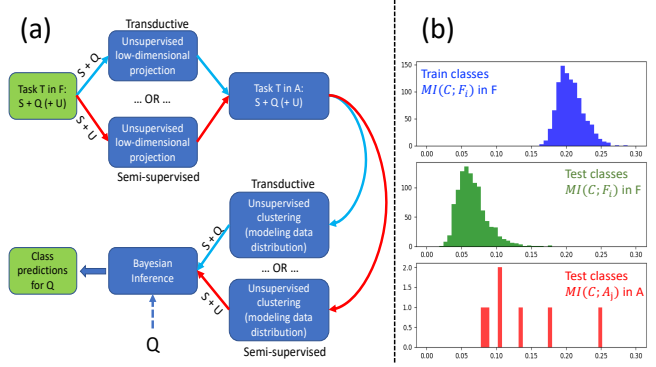 (a)
Transductive
Unsupervised
low-dimensional
projection
S + Q
Task T in F:
S + Q (+ U)
... OR ...
Task T in A:
S + Q (+ U)
S + U
Unsupervised
low-dimensional
projection
Semi-supervised
Transductive
Unsupervised
clustering
(modeling data
distribution)
S + Q
Class
predictions
for Q
Bayesian
Inference
... OR ...
S + U
Unsupervised
clustering
(modeling data
distribution)
Semi-supervised
Q
(b)
Train classes
MI(C; F_i) in F
150
100
50
0
0.00 0.05 0.10 0.15 0.20 0.25 0.30
Test classes
MI(C; F_i) in F
100
50
0
0.00 0.05 0.10 0.15 0.20 0.25 0.30
Test classes
MI(C; A_j) in A
2.0
1.5
1.0
0.5
0.0
0.00 0.05 0.10 0.15 0.20 0.25 0.30